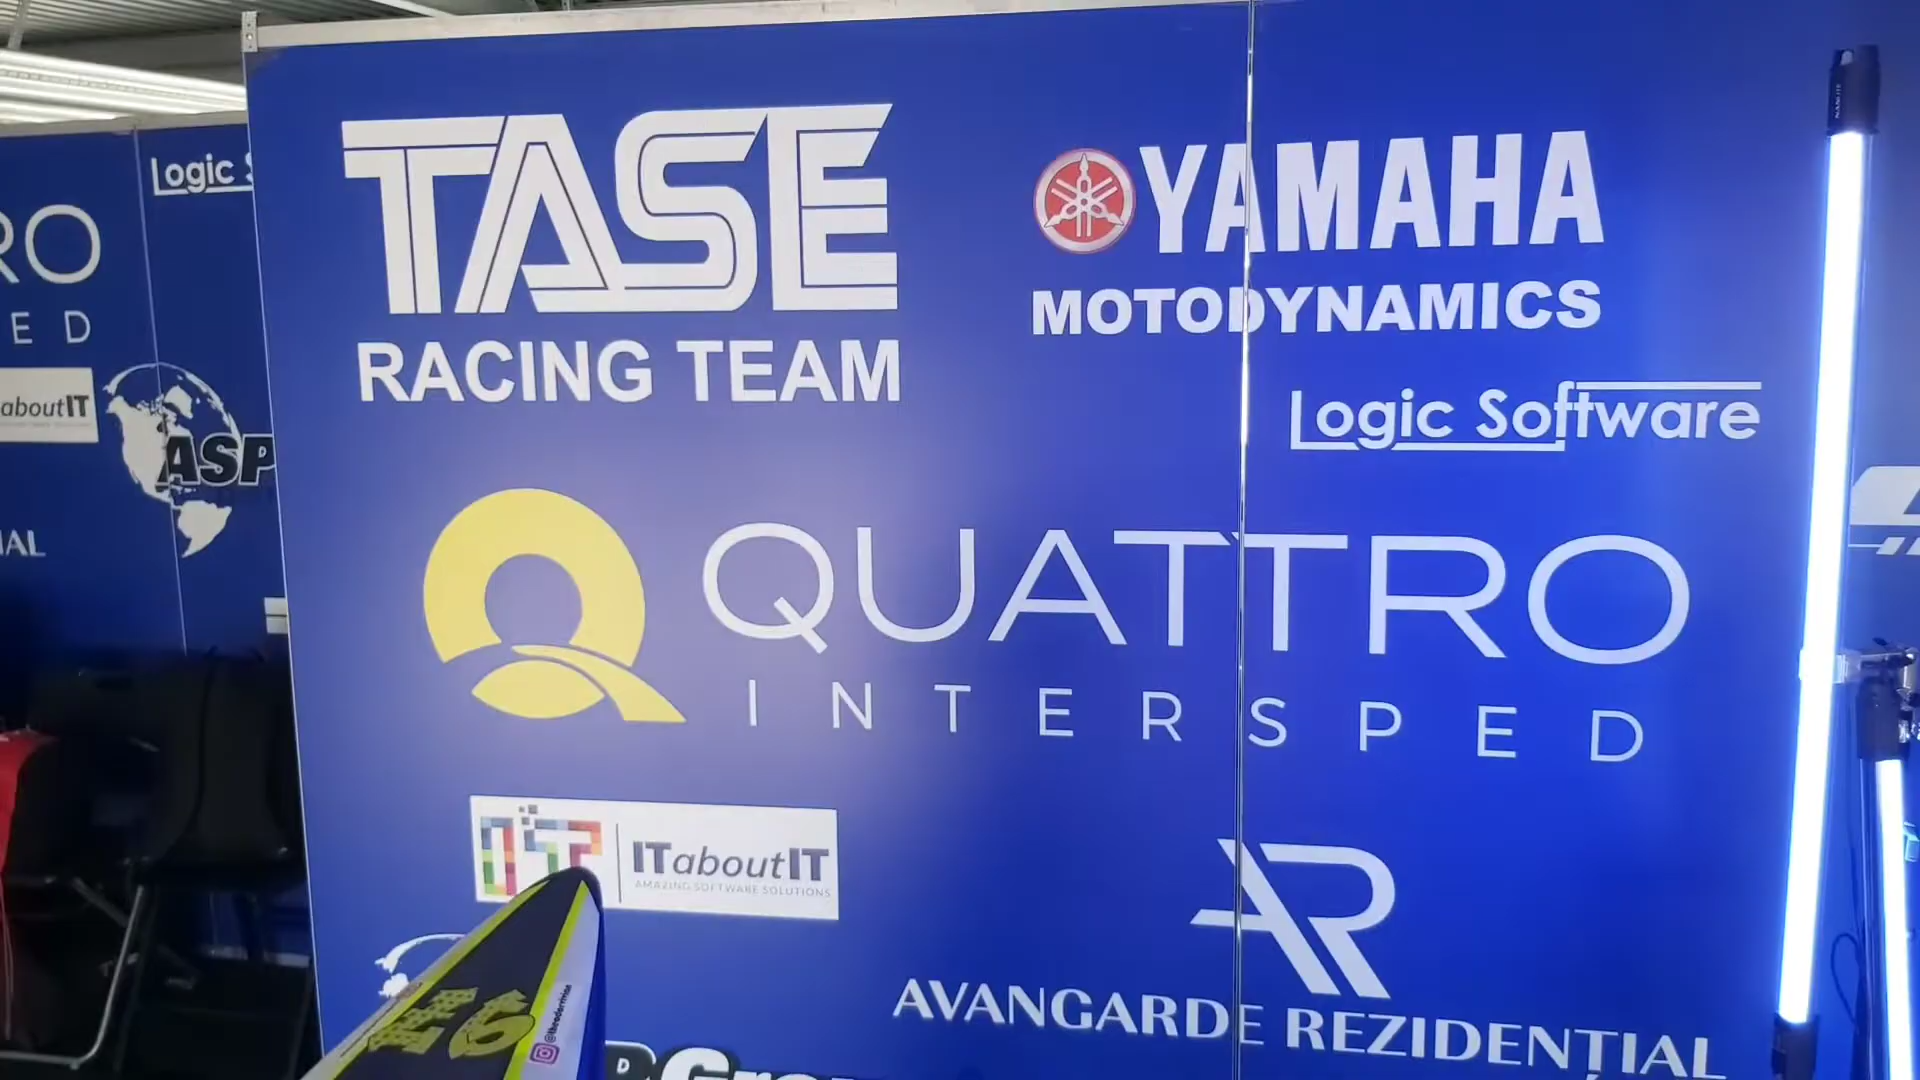 TASE
RACING TEAM
YAMAHA
MOTODYNAMICS
Logic Software
QUATTRO
INTERSPED
ITaboutIT
AMAZING SOFTWARE SOLUTIONS
AR
AVANGARDE REZIDENȚIAL
Logic
RO
ED
aboutIT
ASP
IAL